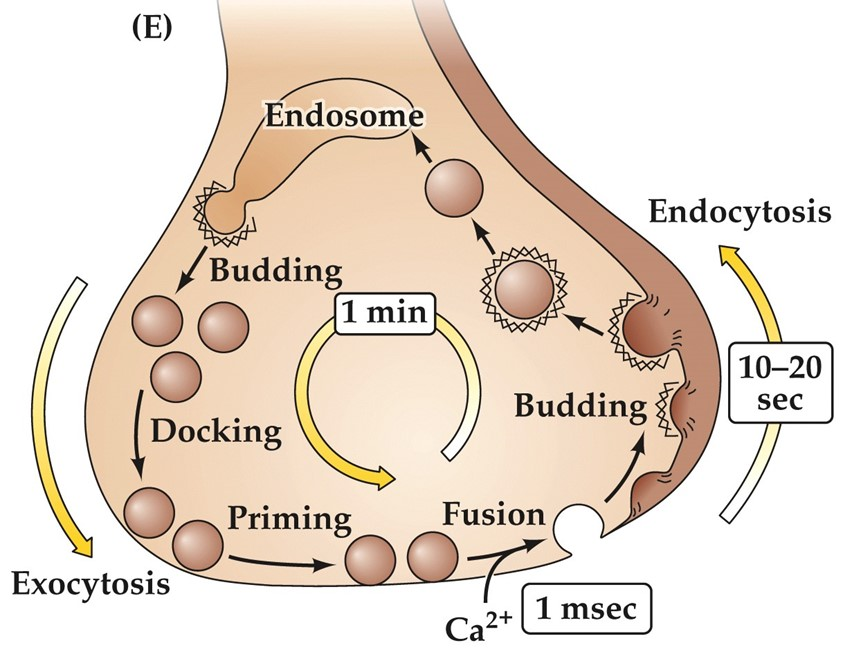 (E)
Endosome
Endocytosis
Budding
1 min
10–20
sec
Budding
Docking
Priming
Fusion
Exocytosis
Ca²⁺
1 msec